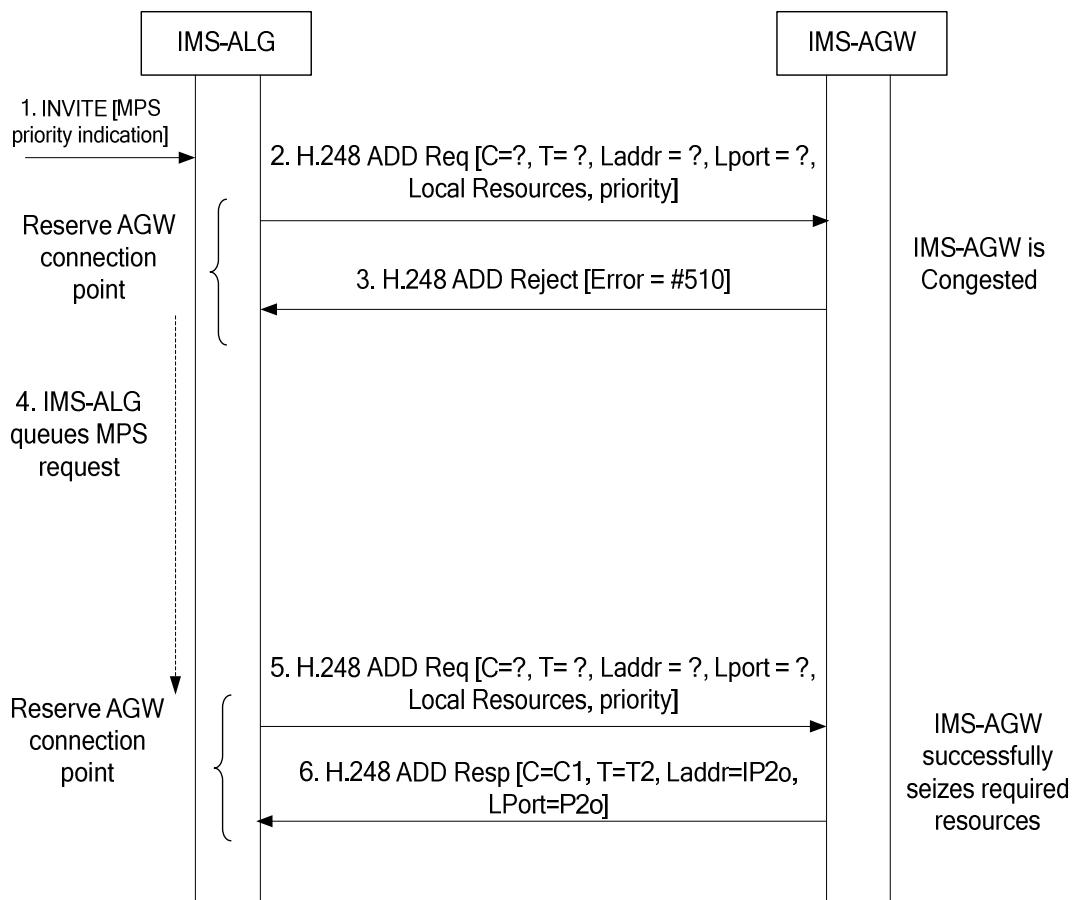 IMS-ALG
IMS-AGW
1. INVITE [MPS
priority indication]
2. H.248 ADD Req [C=?, T= ?, Laddr = ?, Lport = ?,
Local Resources, priority]
Reserve AGW
connection
point
3. H.248 ADD Reject [Error = #510]
IMS-AGW is
Congested
4. IMS-ALG
queues MPS
request
5. H.248 ADD Req [C=?, T= ?, Laddr = ?, Lport = ?,
Local Resources, priority]
Reserve AGW
connection
point
6. H.248 ADD Resp [C=C1, T=T2, Laddr=IP2o,
LPort=P2o]
IMS-AGW
successfully
seizes required
resources